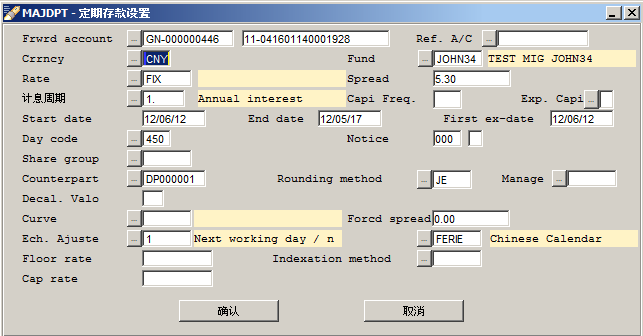 MAJDPT - 定期存款设置
Frwrd account ... GN-000000446 11-041601140001928 Ref. A/C ...
Crrncy ... CNY Fund ... JOHN34 TEST MIG JOHN34
Rate ... FIX Spread 5.30
计息周期 ... 1. Annual interest Capi Freq. Exp. Capi ...
Start date 12/06/12 End date 12/05/17 First ex-date 12/06/12
Day code ... 450 Notice 000
Share group ...
Counterpart ... DP000001 Rounding method ... JE Manage ...
Decal. Valo
Curve ... Forcd spread 0.00
Ech. Ajuste ... 1 Next working day / n ... FERIE Chinese Calendar
Floor rate Indexation method ...
Cap rate
确认 取消